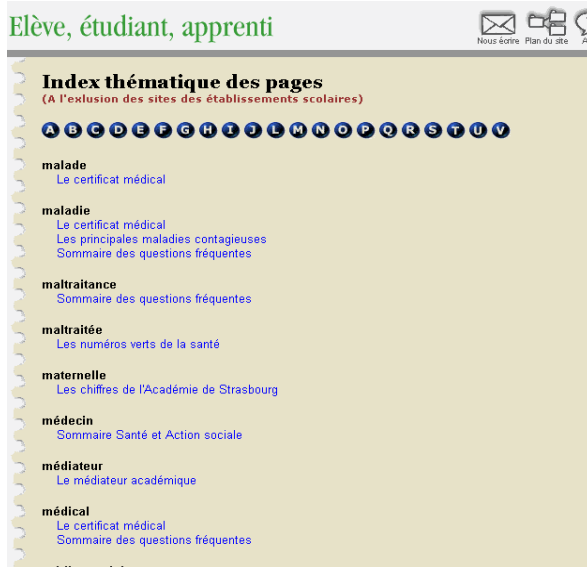 Elève, étudiant, apprenti
Nous écrire Plan du site
Index thématique des pages
(A l'exlusion des sites des établissements scolaires)
A B C D E F G H I J L M N O P Q R S T U V
malade
Le certificat médical
maladie
Le certificat médical
Les principales maladies contagieuses
Sommaire des questions fréquentes
maltraitance
Sommaire des questions fréquentes
maltraitée
Les numéros verts de la santé
maternelle
Les chiffres de l'Académie de Strasbourg
médecin
Sommaire Santé et Action sociale
médiateur
Le médiateur académique
médical
Le certificat médical
Sommaire des questions fréquentes